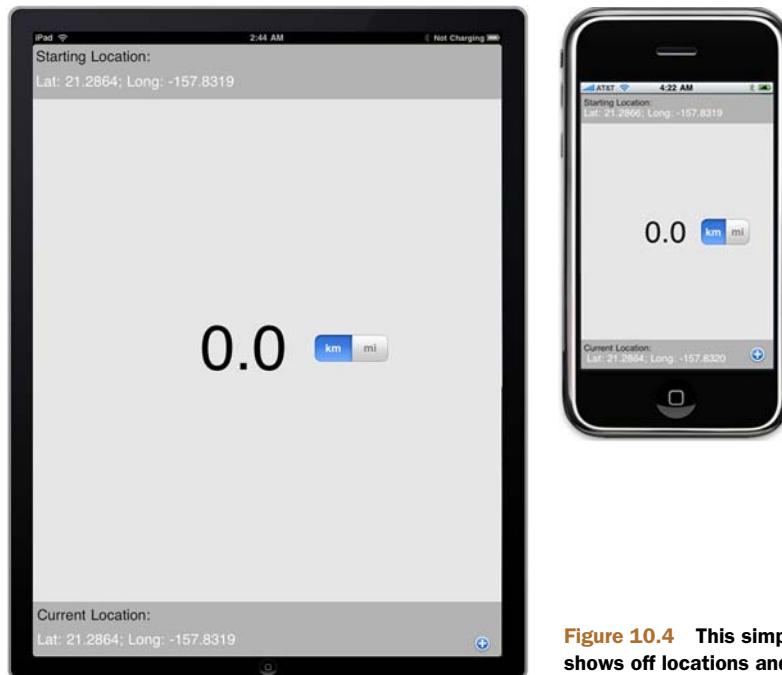 iPad
2:44 AM
Not Charging
Starting Location:
Lat: 21.2864; Long: -157.8319
0.0
km
mi
Current Location:
Lat: 21.2864; Long: -157.8319
AT&T
4:22 AM
Starting Location:
Lat: 21.2866; Long: -157.8319
0.0
km
mi
Current Location:
Lat: 21.2864; Long: -157.8320
Figure 10.4 This simp
shows off locations and